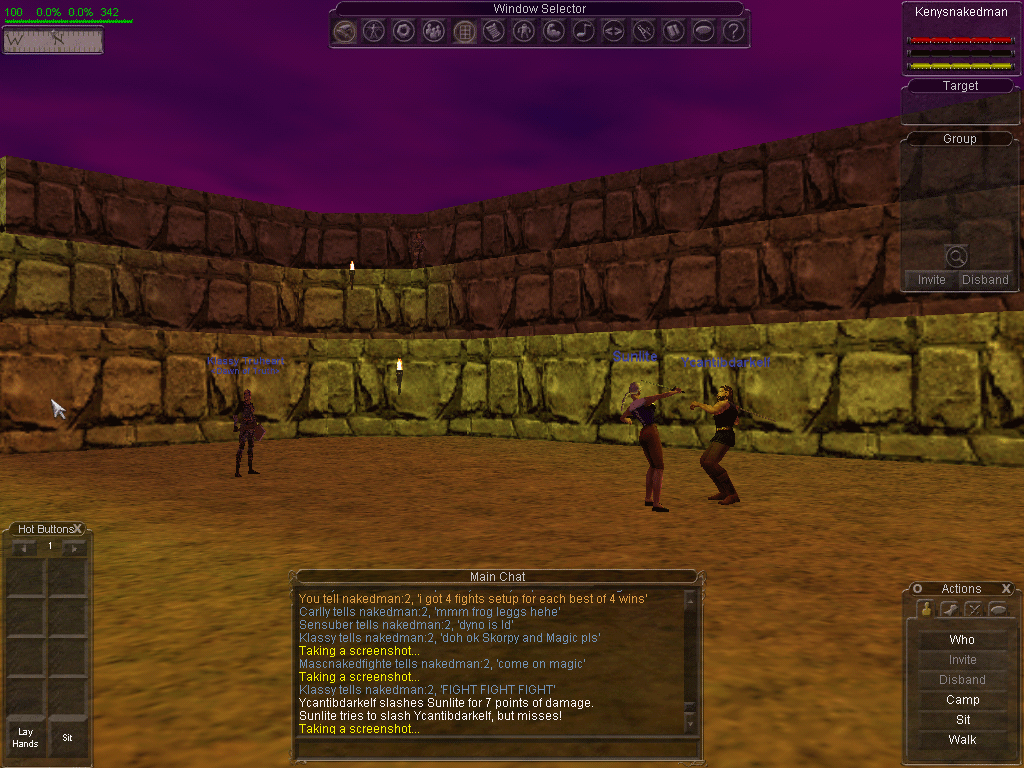 100 0.0% 0.0% 342
Window Selector
Kenysnakedman
W N
Target
Group
Invite Disband
Sunlite
Ycantibdarkelf
Hot Buttons X
1
Lay Hands
Sit
Main Chat
You tell nakedman:2, 'i got 4 fights setup for each best of 4 wins'
Carlly tells nakedman:2, 'mmm frog leggs hehe'
Sensuber tells nakedman:2, 'dyno is ld'
Klassy tells nakedman:2, 'doh ok Skorpy and Magic pls'
Taking a screenshot...
Mascnakedfighte tells nakedman:2, 'come on magic'
Taking a screenshot...
Klassy tells nakedman:2, 'FIGHT FIGHT FIGHT'
Ycantibdarkelf slashes Sunlite for 7 points of damage.
Sunlite tries to slash Ycantibdarkelf, but misses!
Taking a screenshot...
Actions X
Who
Invite
Disband
Camp
Sit
Walk